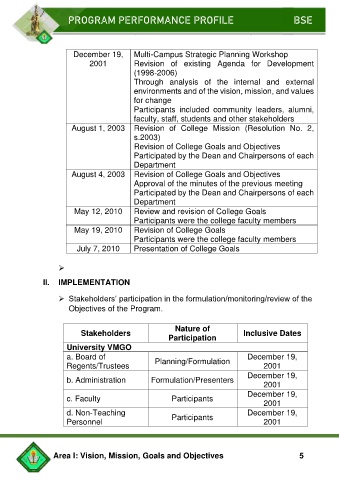 PROGRAM PERFORMANCE PROFILE BSE
December 19, 2001
Multi-Campus Strategic Planning Workshop
Revision of existing Agenda for Development
(1998-2006)
Through analysis of the internal and external
environments and of the vision, mission, and values
for change
Participants included community leaders, alumni,
faculty, staff, students and other stakeholders
August 1, 2003
Revision of College Mission (Resolution No. 2,
s.2003)
Revision of College Goals and Objectives
Participated by the Dean and Chairpersons of each
Department
August 4, 2003
Revision of College Goals and Objectives
Approval of the minutes of the previous meeting
Participated by the Dean and Chairpersons of each
Department
May 12, 2010
Review and revision of College Goals
Participants were the college faculty members
May 19, 2010
Revision of College Goals
Participants were the college faculty members
July 7, 2010
Presentation of College Goals
➢
II. IMPLEMENTATION
➢ Stakeholders' participation in the formulation/monitoring/review of the
Objectives of the Program.
Stakeholders
Nature of
Participation
Inclusive Dates
University VMGO
a. Board of
Regents/Trustees
Planning/Formulation
December 19,
2001
b. Administration
Formulation/Presenters
December 19,
2001
c. Faculty
Participants
December 19,
2001
d. Non-Teaching
Personnel
Participants
December 19,
2001
Area I: Vision, Mission, Goals and Objectives 5